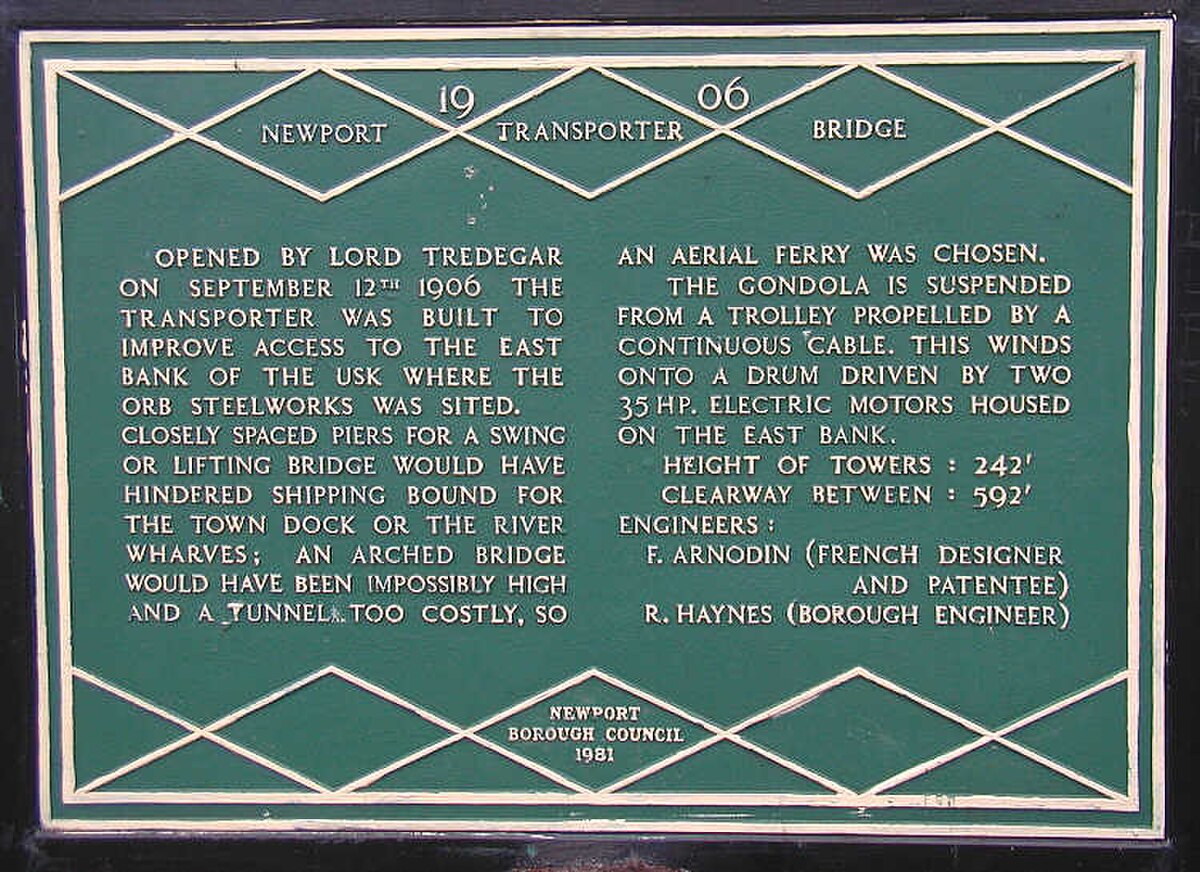 19 06
NEWPORT TRANSPORTER BRIDGE
OPENED BY LORD TREDEGAR
ON SEPTEMBER 12TH 1906 THE
TRANSPORTER WAS BUILT TO
IMPROVE ACCESS TO THE EAST
BANK OF THE USK WHERE THE
ORB STEELWORKS WAS SITED.
CLOSELY SPACED PIERS FOR A SWING
OR LIFTING BRIDGE WOULD HAVE
HINDFRED SHIPPING BOUND FOR
THE TOWN DOCK OR THE RIVER
WHARVES; AN ARCHED BRIDGE
WOULD HAVE BEEN IMPOSSIBLY HIGH
AND A TUNNEL TOO COSTLY, SO
AN AERIAL FERRY WAS CHOSEN.
THE GONDOLA IS SUSPENDED
FROM A TROLLEY PROPELLED BY A
CONTINUOUS CABLE. THIS WINDS
ONTO A DRUM DRIVEN BY TWO
35 HP. ELECTRIC MOTORS HOUSED
ON THE EAST BANK.
HEIGHT OF TOWERS : 242'
CLEARWAY BETWEEN : 592'
ENGINEERS :
F. ARNODIN (FRENCH DESIGNER
AND PATENTEE)
R. HAYNES (BOROUGH ENGINEER)
NEWPORT
BOROUGH COUNCIL
1981